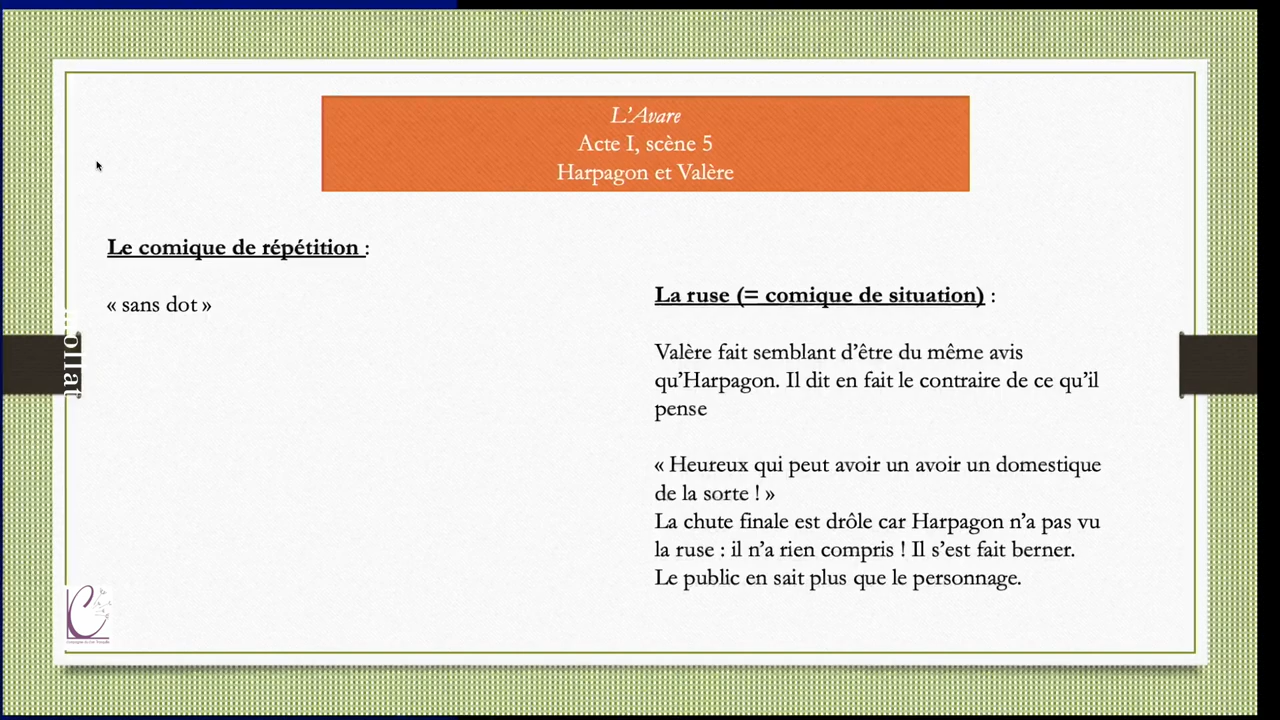 L'Avare
Acte I, scène 5
Harpagon et Valère
Le comique de répétition :
« sans dot »
La ruse (= comique de situation) :
Valère fait semblant d'être du même avis
qu'Harpagon. Il dit en fait le contraire de ce qu'il
pense
« Heureux qui peut avoir un avoir un domestique
de la sorte ! »
La chute finale est drôle car Harpagon n'a pas vu
la ruse : il n'a rien compris ! Il s'est fait berner.
Le public en sait plus que le personnage.
mollat